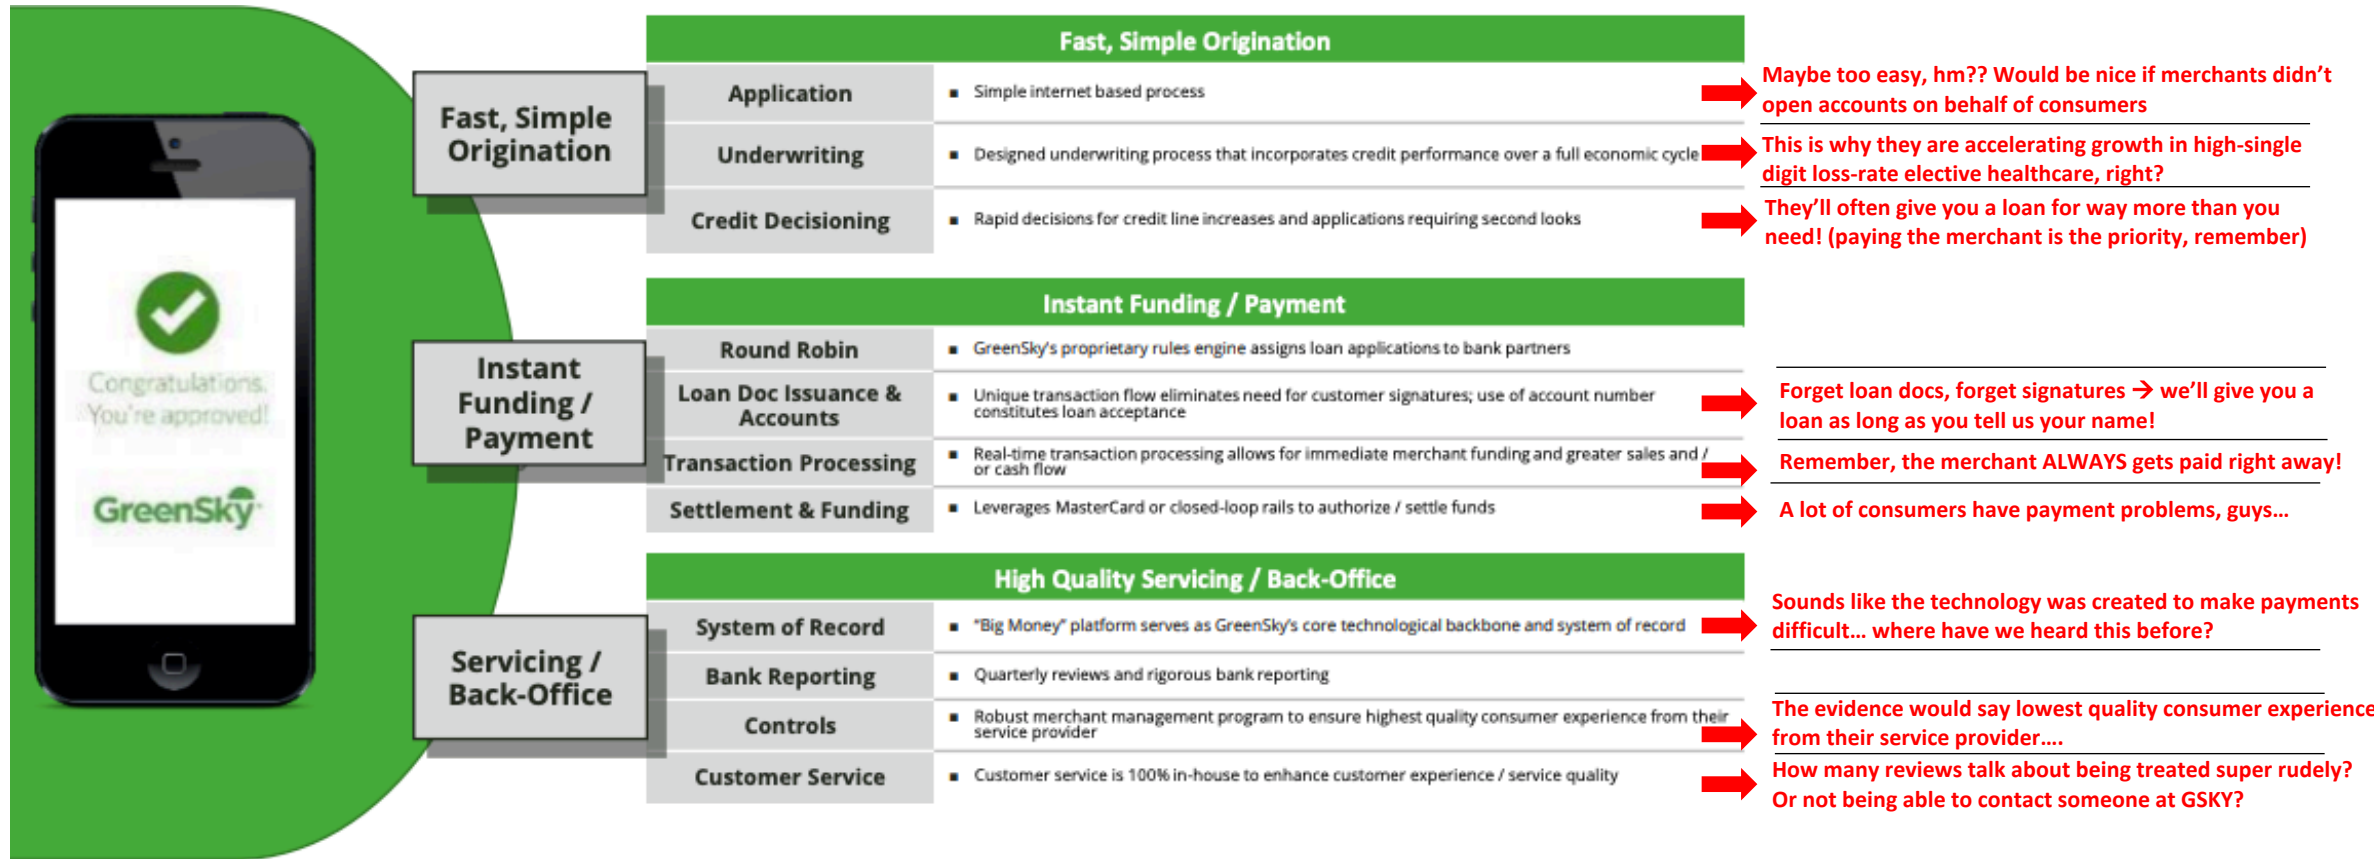 Congratulations.
You're approved!
GreenSky
Fast, Simple
Origination
Fast, Simple Origination
Application
▪ Simple internet based process
Maybe too easy, hm?? Would be nice if merchants didn't
open accounts on behalf of consumers
Underwriting
▪ Designed underwriting process that incorporates credit performance over a full economic cycle
This is why they are accelerating growth in high-single
digit loss-rate elective healthcare, right?
Credit Decisioning
▪ Rapid decisions for credit line increases and applications requiring second looks
They'll often give you a loan for way more than you
need! (paying the merchant is the priority, remember)
Instant
Funding /
Payment
Instant Funding / Payment
Round Robin
▪ GreenSky's proprietary rules engine assigns loan applications to bank partners
Loan Doc Issuance &
Accounts
▪ Unique transaction flow eliminates need for customer signatures; use of account number
constitutes loan acceptance
Forget loan docs, forget signatures → we'll give you a
loan as long as you tell us your name!
Transaction Processing
▪ Real-time transaction processing allows for immediate merchant funding and greater sales and /
or cash flow
Remember, the merchant ALWAYS gets paid right away!
Settlement & Funding
▪ Leverages MasterCard or closed-loop rails to authorize / settle funds
A lot of consumers have payment problems, guys...
Servicing /
Back-Office
High Quality Servicing / Back-Office
System of Record
▪ "Big Money" platform serves as GreenSky's core technological backbone and system of record
Sounds like the technology was created to make payments
difficult... where have we heard this before?
Bank Reporting
▪ Quarterly reviews and rigorous bank reporting
Controls
▪ Robust merchant management program to ensure highest quality consumer experience from their
service provider
The evidence would say lowest quality consumer experience
from their service provider....
Customer Service
▪ Customer service is 100% in-house to enhance customer experience / service quality
How many reviews talk about being treated super rudely?
Or not being able to contact someone at GSKY?